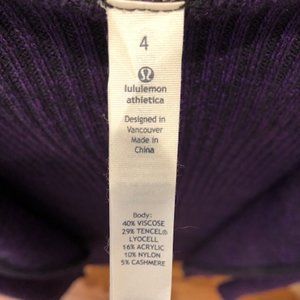 4
lululemon
athletica
Designed in
Vancouver
Made in
China
Body:
40% VISCOSE
29% TENCEL®
LYOCELL
16% ACRYLIC
10% NYLON
5% CASHMERE